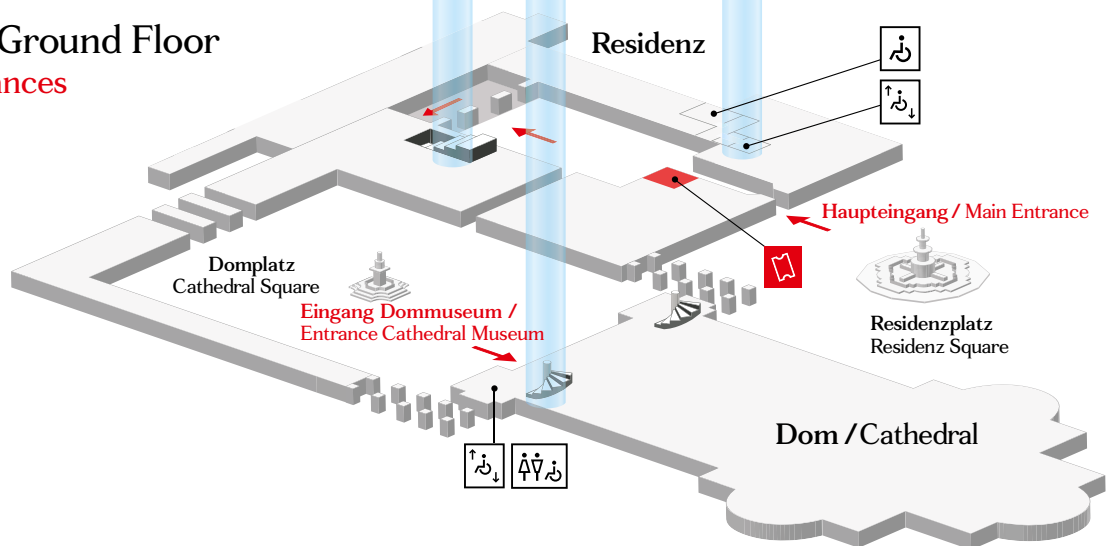 Ground Floor
Residenz
Haupteingang / Main Entrance
Domplatz
Cathedral Square
Eingang Dommuseum /
Entrance Cathedral Museum
Residenzplatz
Residenz Square
Dom / Cathedral